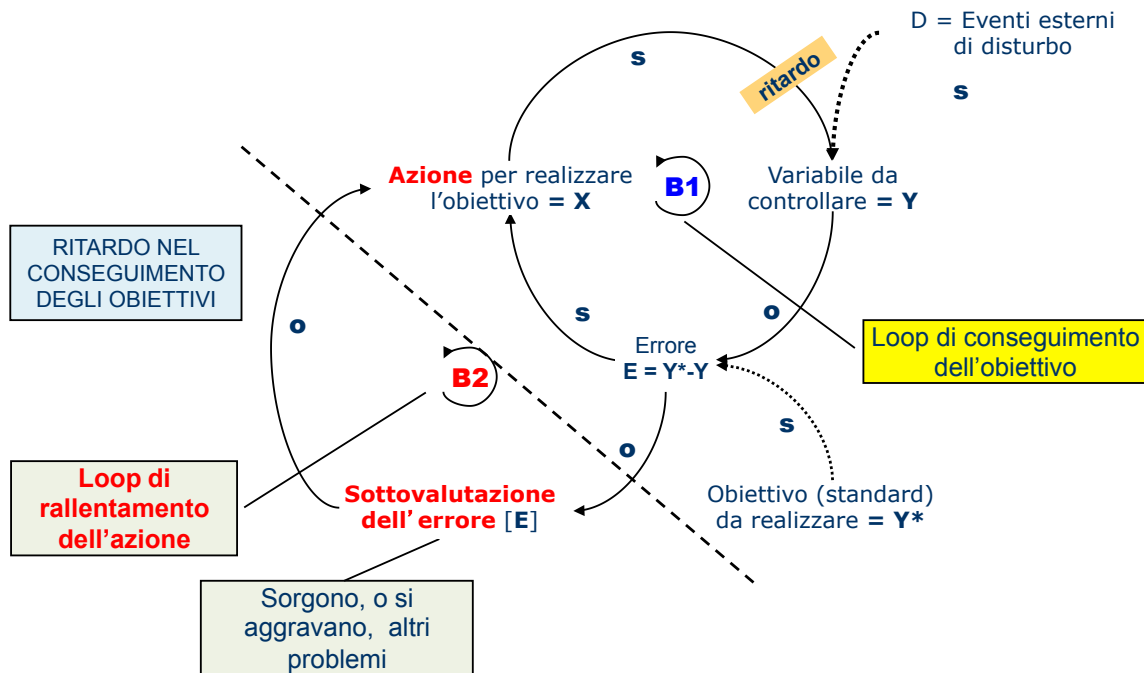 D = Eventi esterni
di disturbo
s
s
ritardo
Azione per realizzare
l'obiettivo = X
B1
Variabile da
controllare = Y
RITARDO NEL
CONSEGUIMENTO
DEGLI OBIETTIVI
o
s
o
Loop di conseguimento
dell'obiettivo
Errore
E = Y*-Y
B2
s
o
Loop di
rallentamento
dell'azione
Sottovalutazione
dell'errore [E]
Obiettivo (standard)
da realizzare = Y*
Sorgono, o si
aggravano, altri
problemi